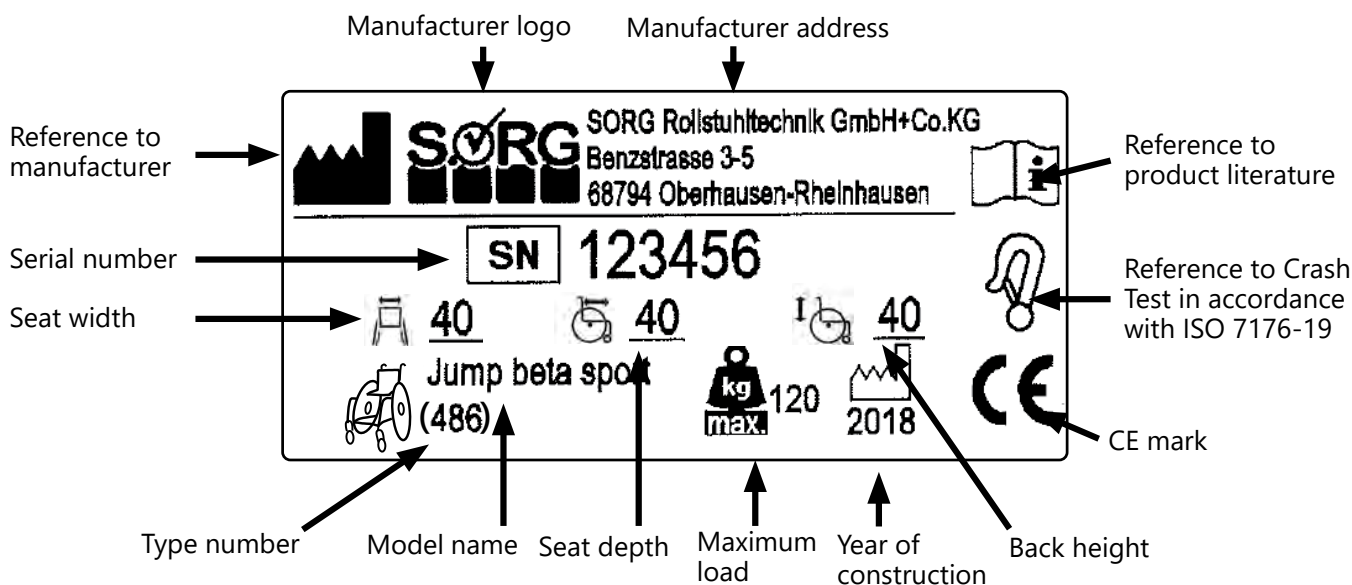 Manufacturer logo
Manufacturer address
Reference to
manufacturer
SORG
SORG Rollstuhltechnik GmbH+Co.KG
Benzstrasse 3-5
68794 Oberhausen-Rheinhausen
i
Reference to
product literature
Serial number
SN 123456
Reference to Crash
Test in accordance
with ISO 7176-19
Seat width
40
40
40
Jump beta sport
(486)
kg
max.
120
2018
CE
CE mark
Type number
Model name
Seat depth
Maximum
load
Year of
construction
Back height